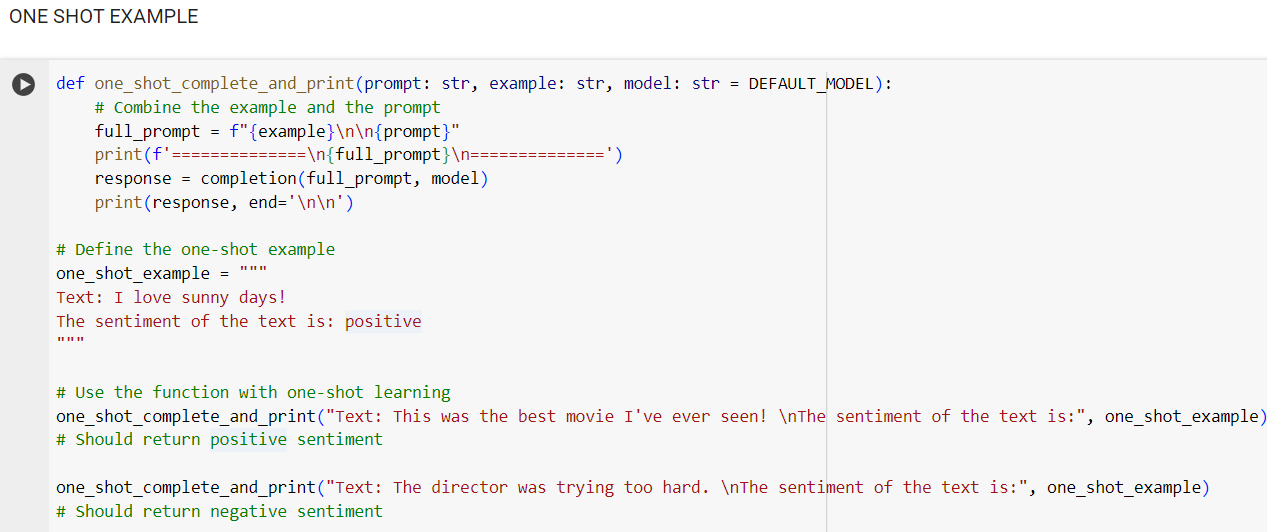 ONE SHOT EXAMPLE
def one_shot_complete_and_print(prompt: str, example: str, model: str = DEFAULT_MODEL):
    # Combine the example and the prompt
    full_prompt = f"{example}\n\n{prompt}"
    print(f'==============\n{full_prompt}\n==============')
    response = completion(full_prompt, model)
    print(response, end='\n\n')
# Define the one-shot example
one_shot_example = """
Text: I love sunny days!
The sentiment of the text is: positive
"""
# Use the function with one-shot learning
one_shot_complete_and_print("Text: This was the best movie I've ever seen! \nThe sentiment of the text is:", one_shot_example)
# Should return positive sentiment
one_shot_complete_and_print("Text: The director was trying too hard. \nThe sentiment of the text is:", one_shot_example)
# Should return negative sentiment